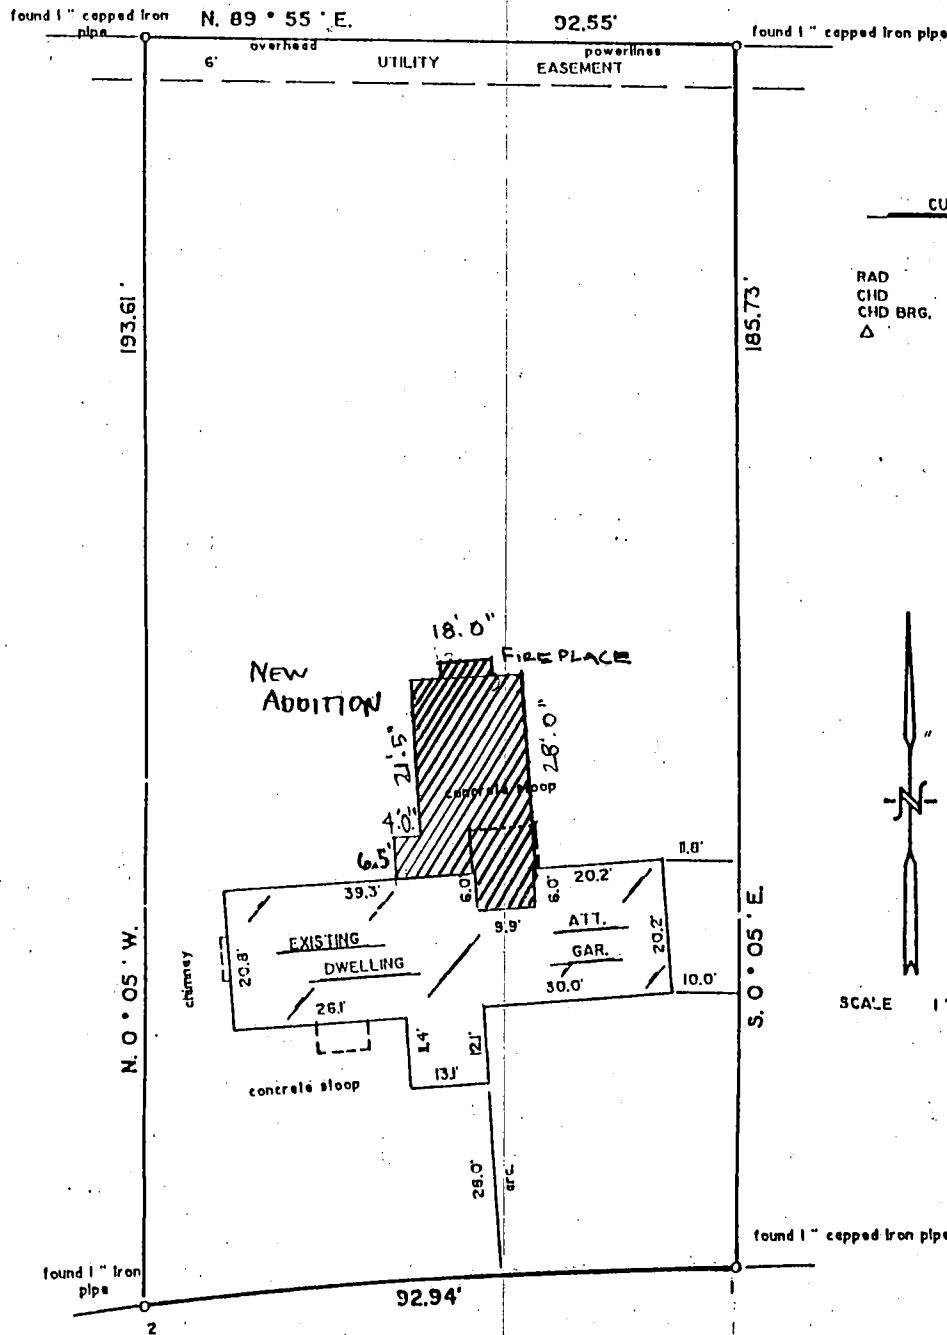 found 1" capped iron pipe
N. 89° 55' E.
92.55'
found 1" capped iron pipe
overhead
powerlines
6'
UTILITY
EASEMENT
CU
RAD
CHD
CHD BRG.
Δ
193.61'
185.73'
18'.0"
FIREPLACE
NEW
ADDITION
21'.5"
28'.0"
concrete stoop
4'.0"
6.5'
11.8'
39.3'
6.0'
6.0'
20.2'
9.9'
ATT.
GAR.
20.2'
EXISTING
DWELLING
20.8'
chimney
30.0'
10.0'
26.1'
12.1'
13.1'
concrete stoop
N. 0° 05' W.
S. 0° 05' E.
N
SCALE 1"
28.0'
arc
found 1" capped iron pipe
found 1" iron
pipe
92.94'
2
1